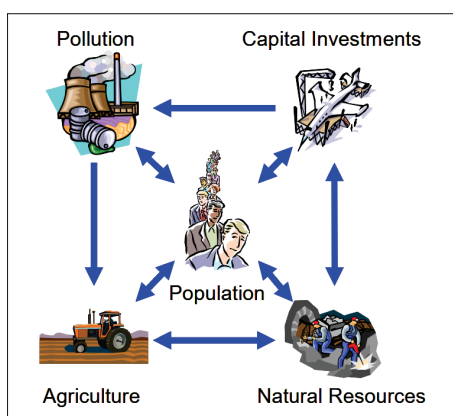 Pollution
Capital Investments
Population
Agriculture
Natural Resources